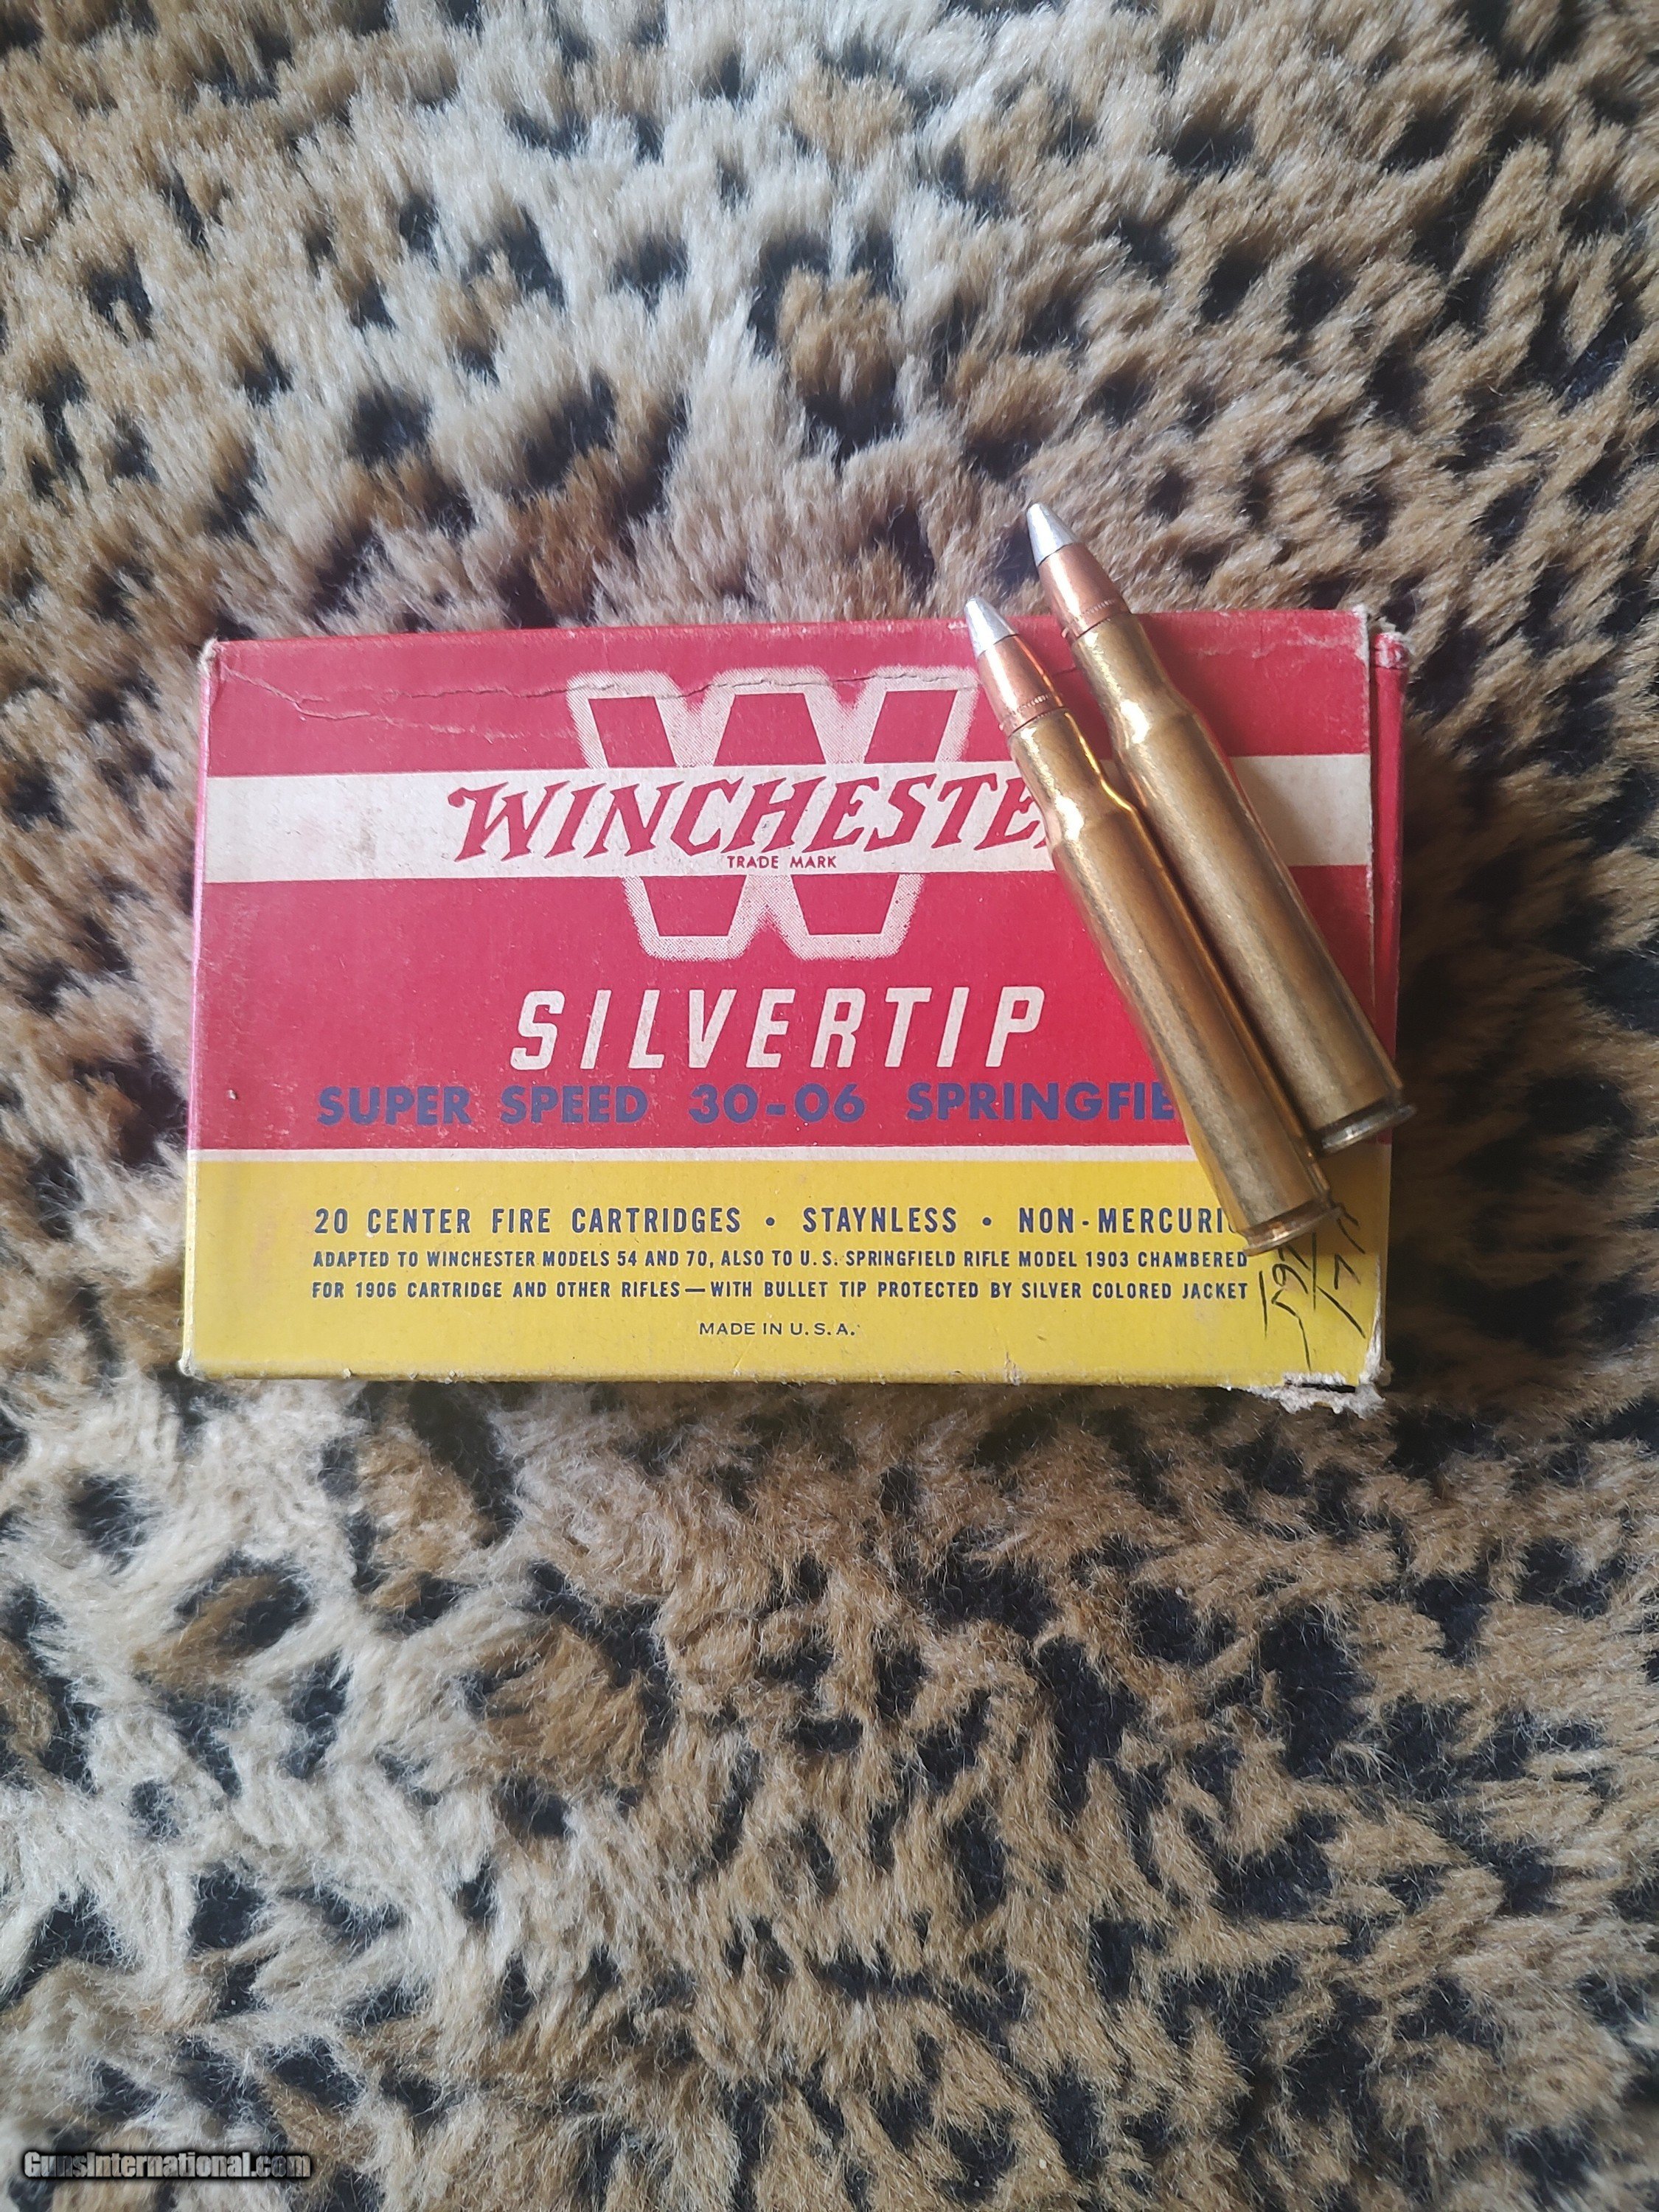 W
WINCHESTE
TRADE MARK
SILVERTIP
SUPER SPEED 30-06 SPRINGFIE
20 CENTER FIRE CARTRIDGES • STAYNLESS • NON-MERCURI
ADAPTED TO WINCHESTER MODELS 54 AND 70, ALSO TO U.S. SPRINGFIELD RIFLE MODEL 1903 CHAMBERED
FOR 1906 CARTRIDGE AND OTHER RIFLES—WITH BULLET TIP PROTECTED BY SILVER COLORED JACKET
MADE IN U.S.A.
GunsInternational.com